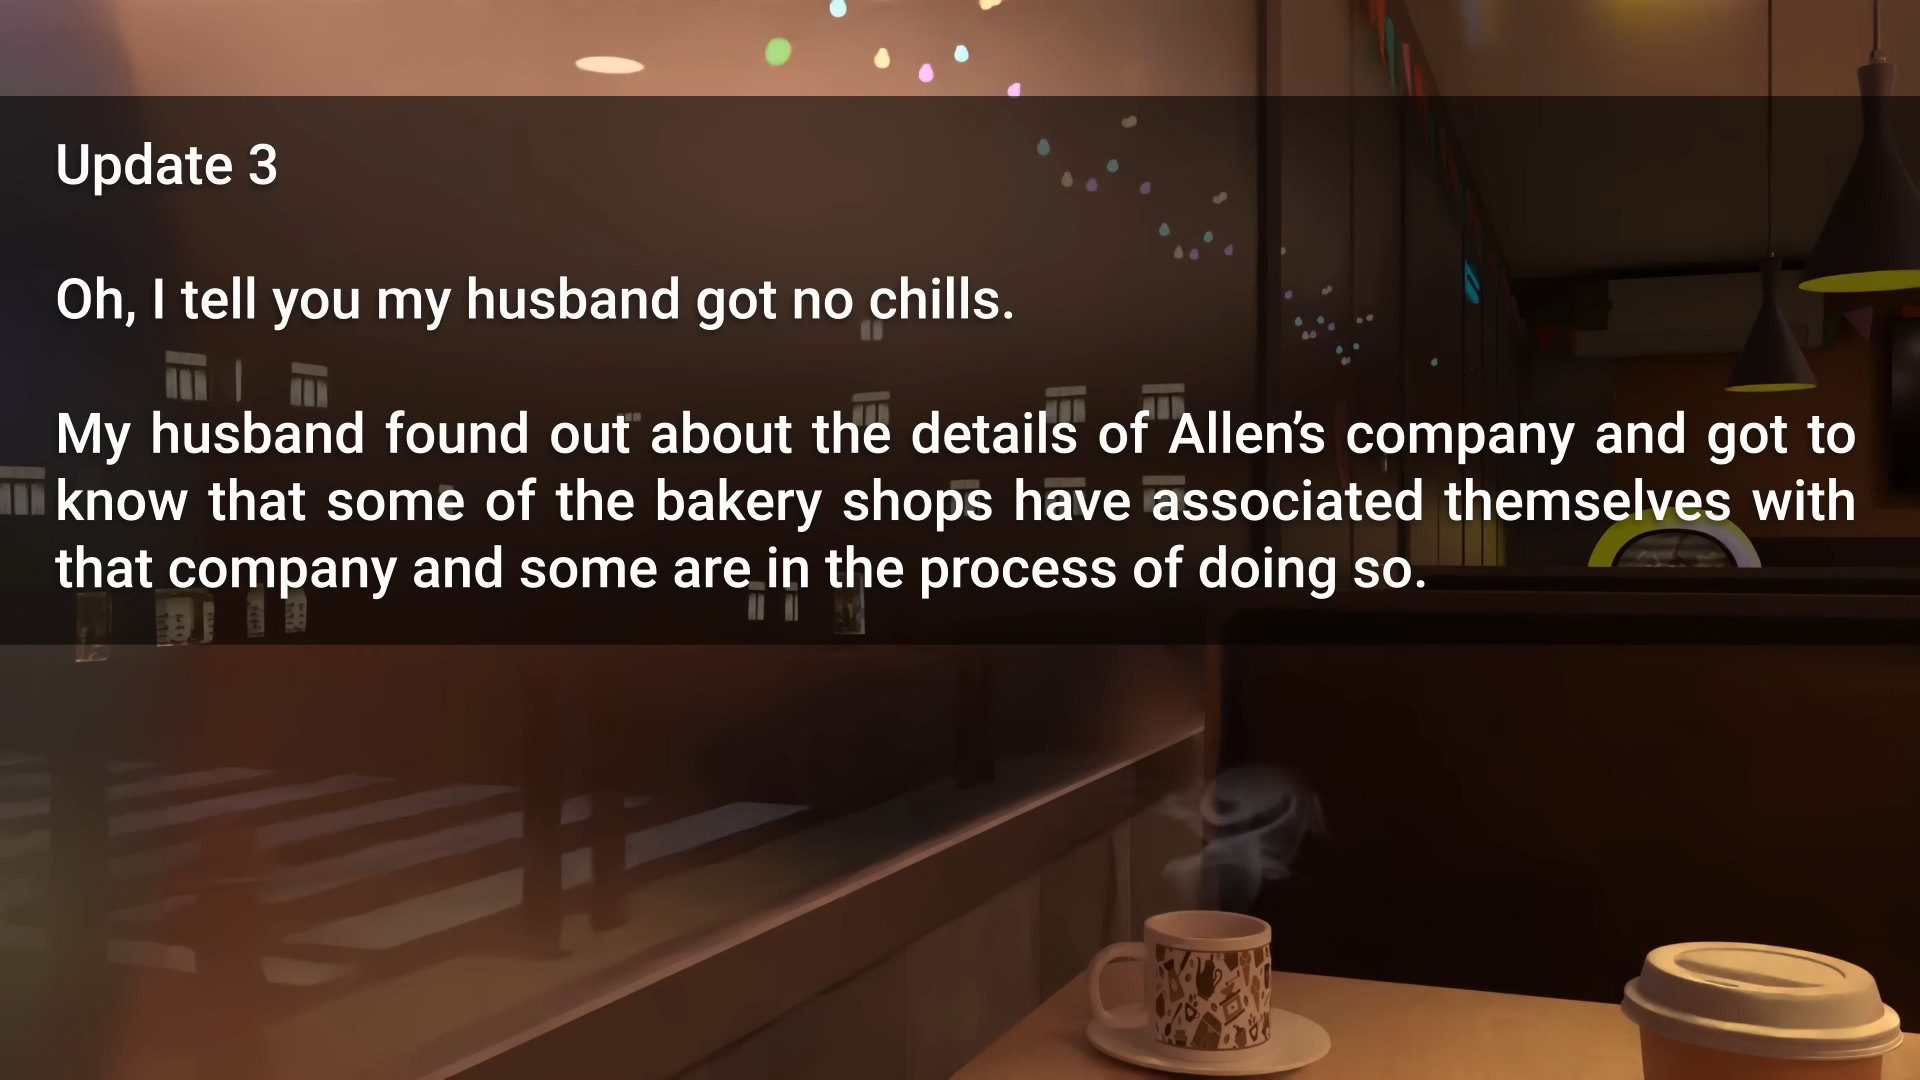 Update 3
Oh, I tell you my husband got no chills.
My husband found out about the details of Allen’s company and got to
know that some of the bakery shops have associated themselves with
that company and some are in the process of doing so.